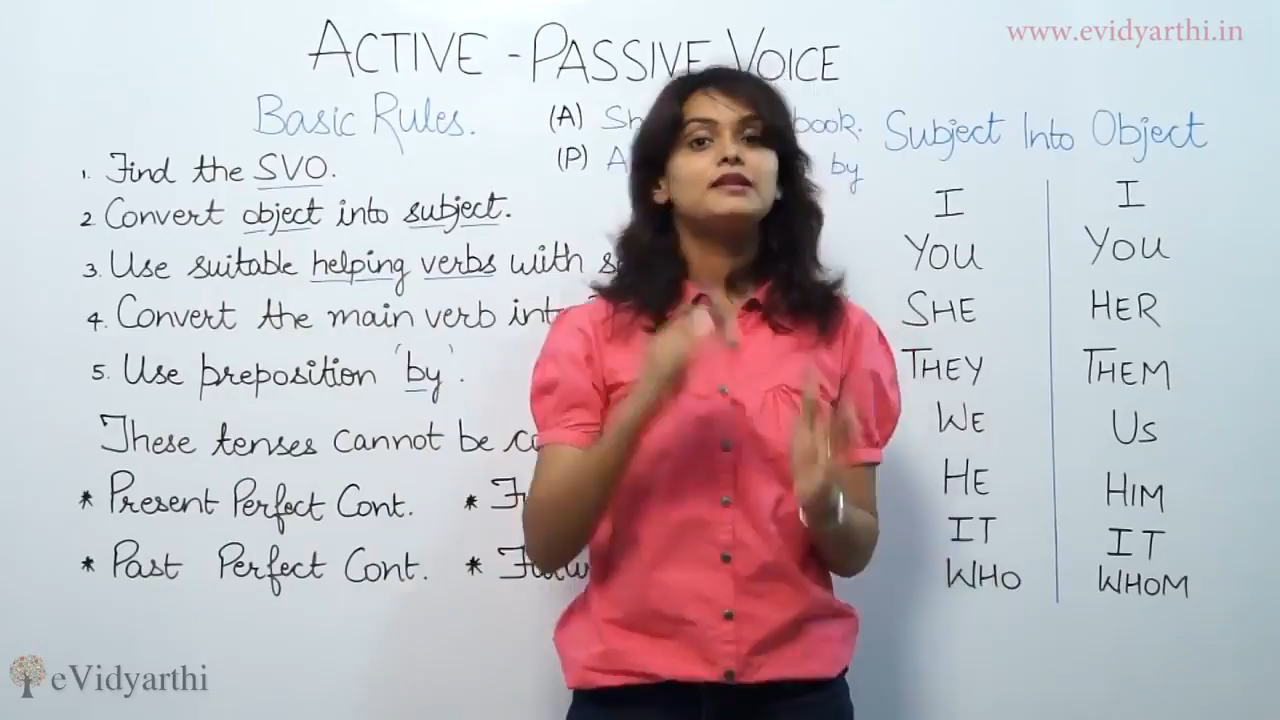 www.evidyarthi.in
ACTIVE - PASSIVE VOICE
Basic Rules.
(A) book.
(P) by
1. Find the SVO.
2. Convert object into subject.
3. Use suitable helping verbs with
4. Convert the main verb
5. Use preposition 'by'.
These tenses cannot be
* Present Perfect Cont. *
* Past Perfect Cont. *
Subject Into Object
I I
YOU YOU
SHE HER
THEY THEM
WE US
HE HIM
IT IT
WHO WHOM
eVidyarthi